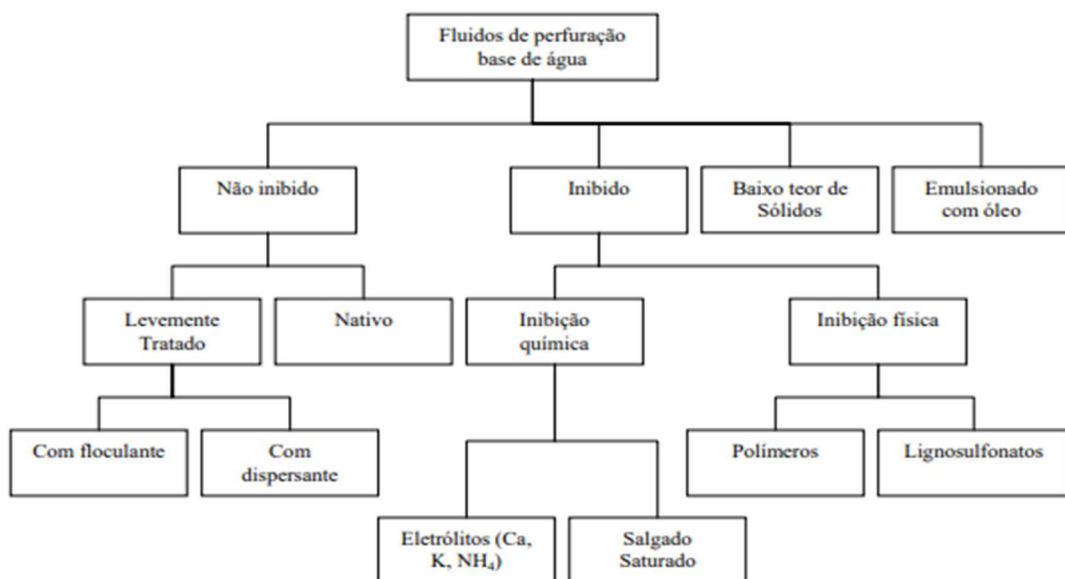 Fluidos de perfuração
base de água
Não inibido
Inibido
Baixo teor de
Sólidos
Emulsionado
com óleo
Levemente
Tratado
Nativo
Inibição
química
Inibição física
Com floculante
Com
dispersante
Polímeros
Lignosulfonatos
Eletrólitos (Ca,
K, NH₄)
Salgado
Saturado